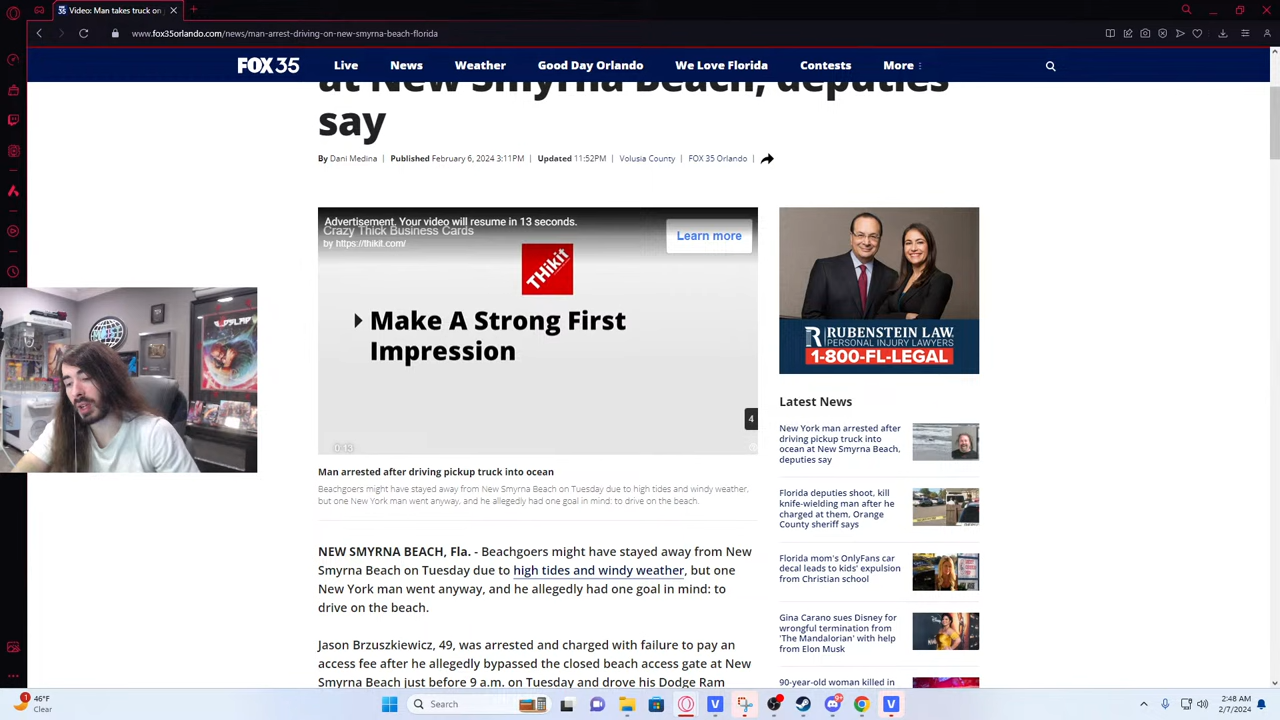 Video: Man takes truck on
www.fox35orlando.com/news/man-arrest-driving-on-new-smyrna-beach-florida
FOX 35
Live
News
Weather
Good Day Orlando
We Love Florida
Contests
More
at New Smyrna Beach, deputies
say
By Dani Medina | Published February 6, 2024 3:11PM | Updated 11:52PM | Volusia County | FOX 35 Orlando |
Advertisement. Your video will resume in 13 seconds.
Crazy Thick Business Cards
by https://thikit.com/
Learn more
THikit
Make A Strong First
Impression
4
0:13
Man arrested after driving pickup truck into ocean
Beachgoers might have stayed away from New Smyrna Beach on Tuesday due to high tides and windy weather,
but one New York man went anyway, and he allegedly had one goal in mind: to drive on the beach.
NEW SMYRNA BEACH, Fla. - Beachgoers might have stayed away from New
Smyrna Beach on Tuesday due to high tides and windy weather, but one
New York man went anyway, and he allegedly had one goal in mind: to
drive on the beach.
Jason Brzuszkiewicz, 49, was arrested and charged with failure to pay an
access fee after he allegedly bypassed the closed beach access gate at New
Smyrna Beach just before 9 a.m. on Tuesday and drove his Dodge Ram
RUBENSTEIN LAW
PERSONAL INJURY LAWYERS
1-800-FL-LEGAL
Latest News
New York man arrested after
driving pickup truck into
ocean at New Smyrna Beach,
deputies say
Florida deputies shoot, kill
knife-wielding man after he
charged at them, Orange
County sheriff says
Florida mom's OnlyFans car
decal leads to kids' expulsion
from Christian school
Gina Carano sues Disney for
wrongful termination from
'The Mandalorian' with help
from Elon Musk
90-year-old woman killed in
1
46°F
Clear
Search
9+
2:48 AM
2/7/2024